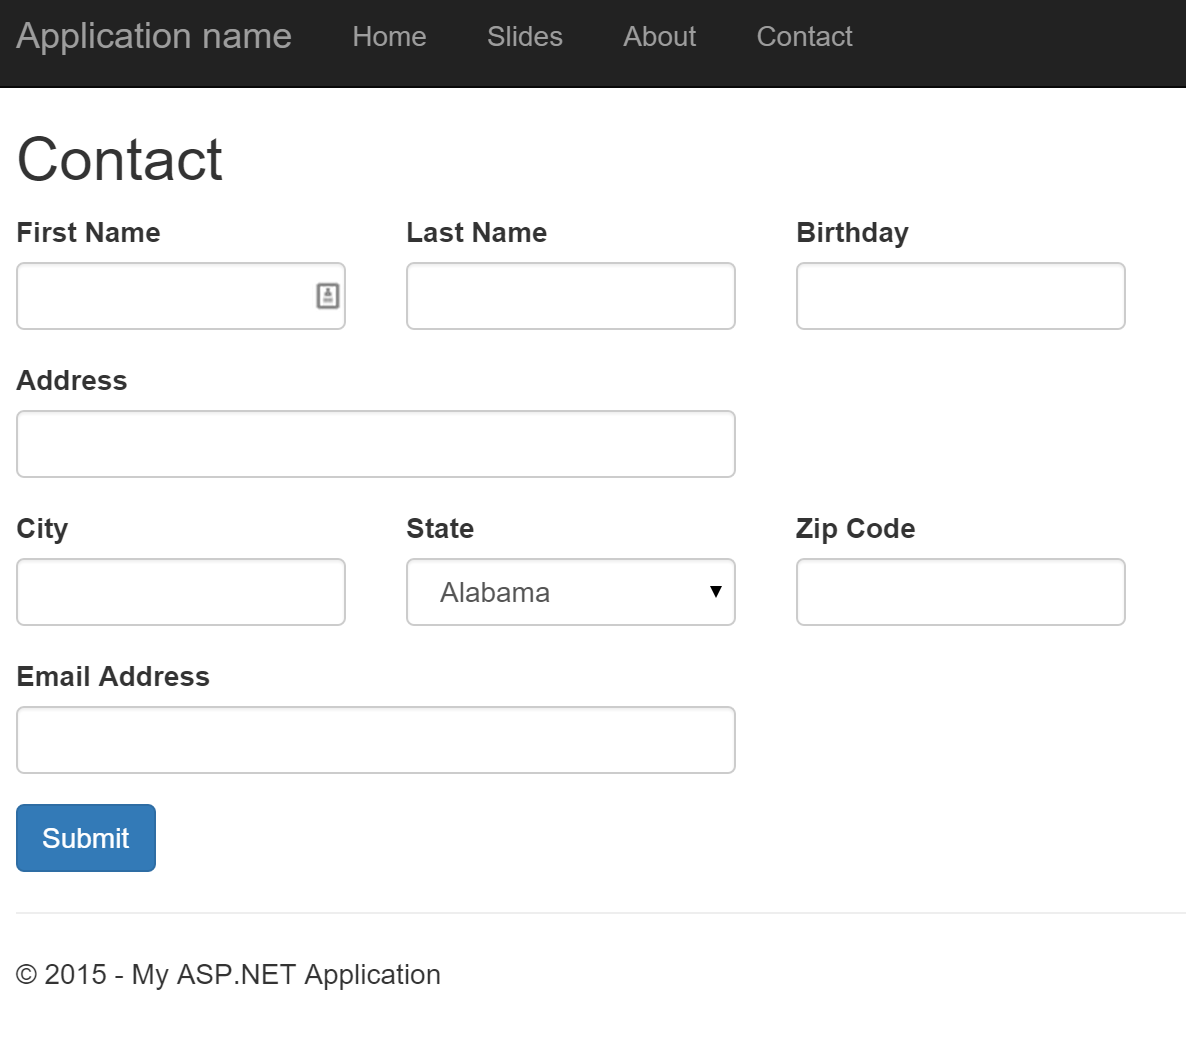 Application name Home Slides About Contact
Contact
First Name Last Name Birthday
Address
City State Zip Code
Alabama
Email Address
Submit
© 2015 - My ASP.NET Application